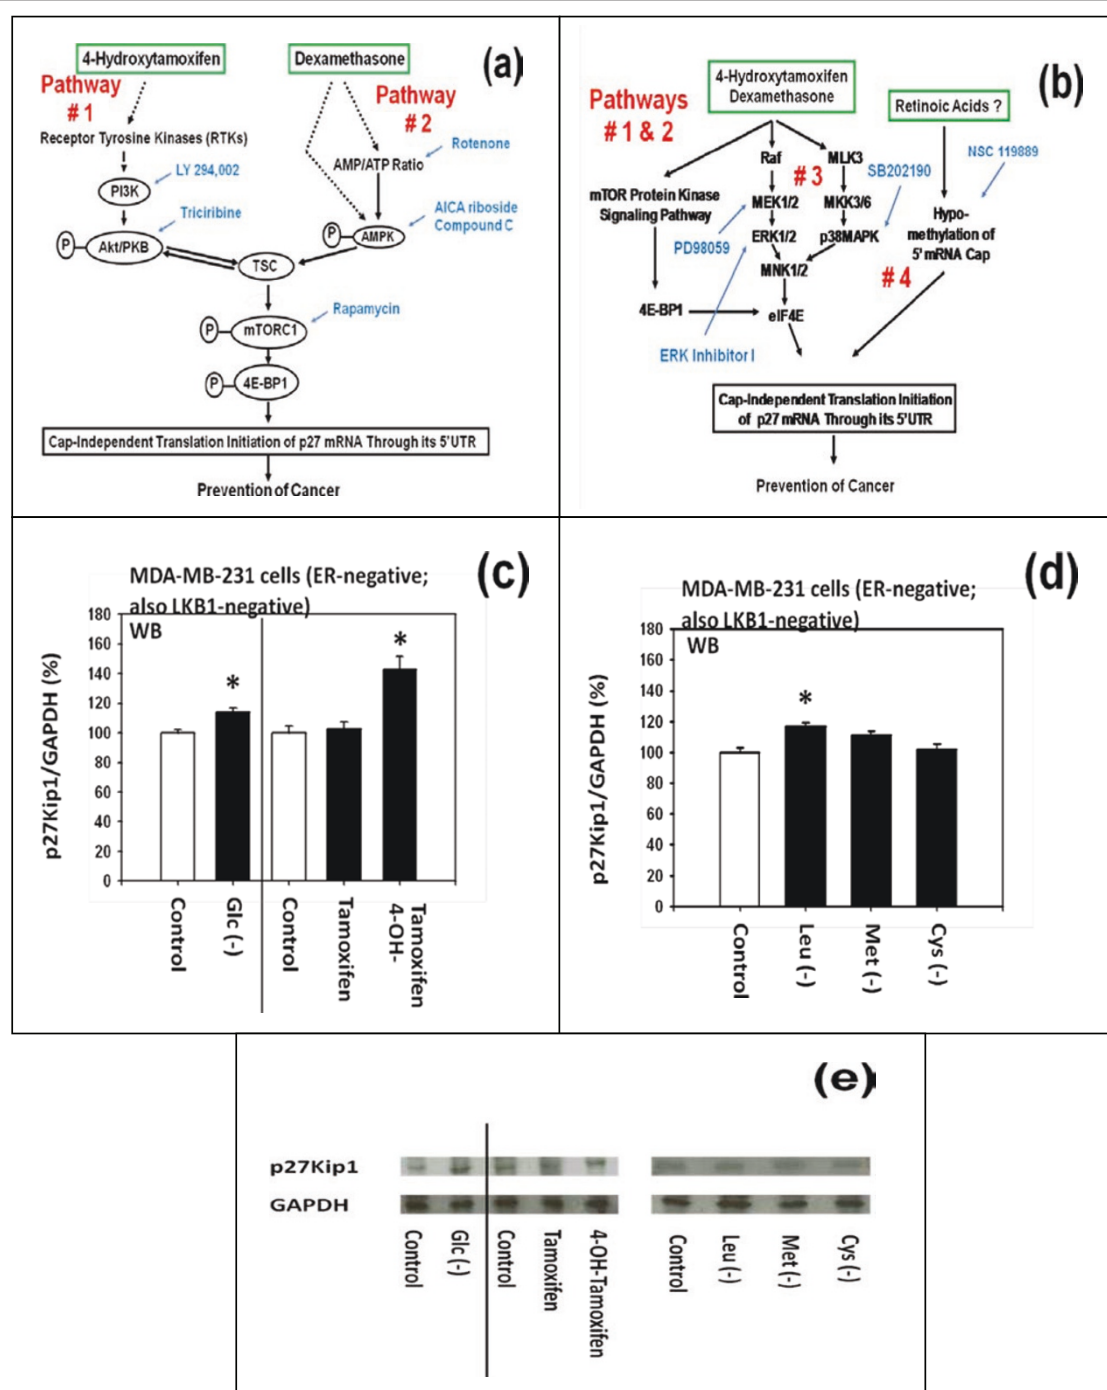 (a)
4-Hydroxytamoxifen
Dexamethasone
Pathway
# 1
Pathway
# 2
Receptor Tyrosine Kinases (RTKs)
Rotenone
AMP/ATP Ratio
LY 294,002
PI3K
Triciribine
AICA riboside
Compound C
P
Akt/PKB
P
AMPK
TSC
Rapamycin
P
mTORC1
P
4E-BP1
Cap-Independent Translation Initiation of p27 mRNA Through its 5'UTR
Prevention of Cancer
(b)
4-Hydroxytamoxifen
Dexamethasone
Retinoic Acids ?
Pathways
# 1 & 2
Raf
MLK3
NSC 119889
# 3
SB202190
mTOR Protein Kinase
Signaling Pathway
MEK1/2
MKK3/6
Hypo-
methylation of
5' mRNA Cap
ERK1/2
p38MAPK
PD98059
MNK1/2
# 4
4E-BP1
eIF4E
ERK Inhibitor I
Cap-Independent Translation Initiation
of p27 mRNA Through its 5'UTR
Prevention of Cancer
(c)
MDA-MB-231 cells (ER-negative;
also LKB1-negative)
WB
p27Kip1/GAPDH (%)
180
160
140
120
100
80
60
40
20
0
*
*
Control
Glc (-)
Control
Tamoxifen
Tamoxifen
4-OH-
(d)
MDA-MB-231 cells (ER-negative;
also LKB1-negative)
WB
p27Kip1/GAPDH (%)
180
160
140
120
100
80
60
40
20
0
*
Control
Leu (-)
Met (-)
Cys (-)
(e)
p27Kip1
GAPDH
Control
Glc (-)
Control
Tamoxifen
4-OH-Tamoxifen
Control
Leu (-)
Met (-)
Cys (-)